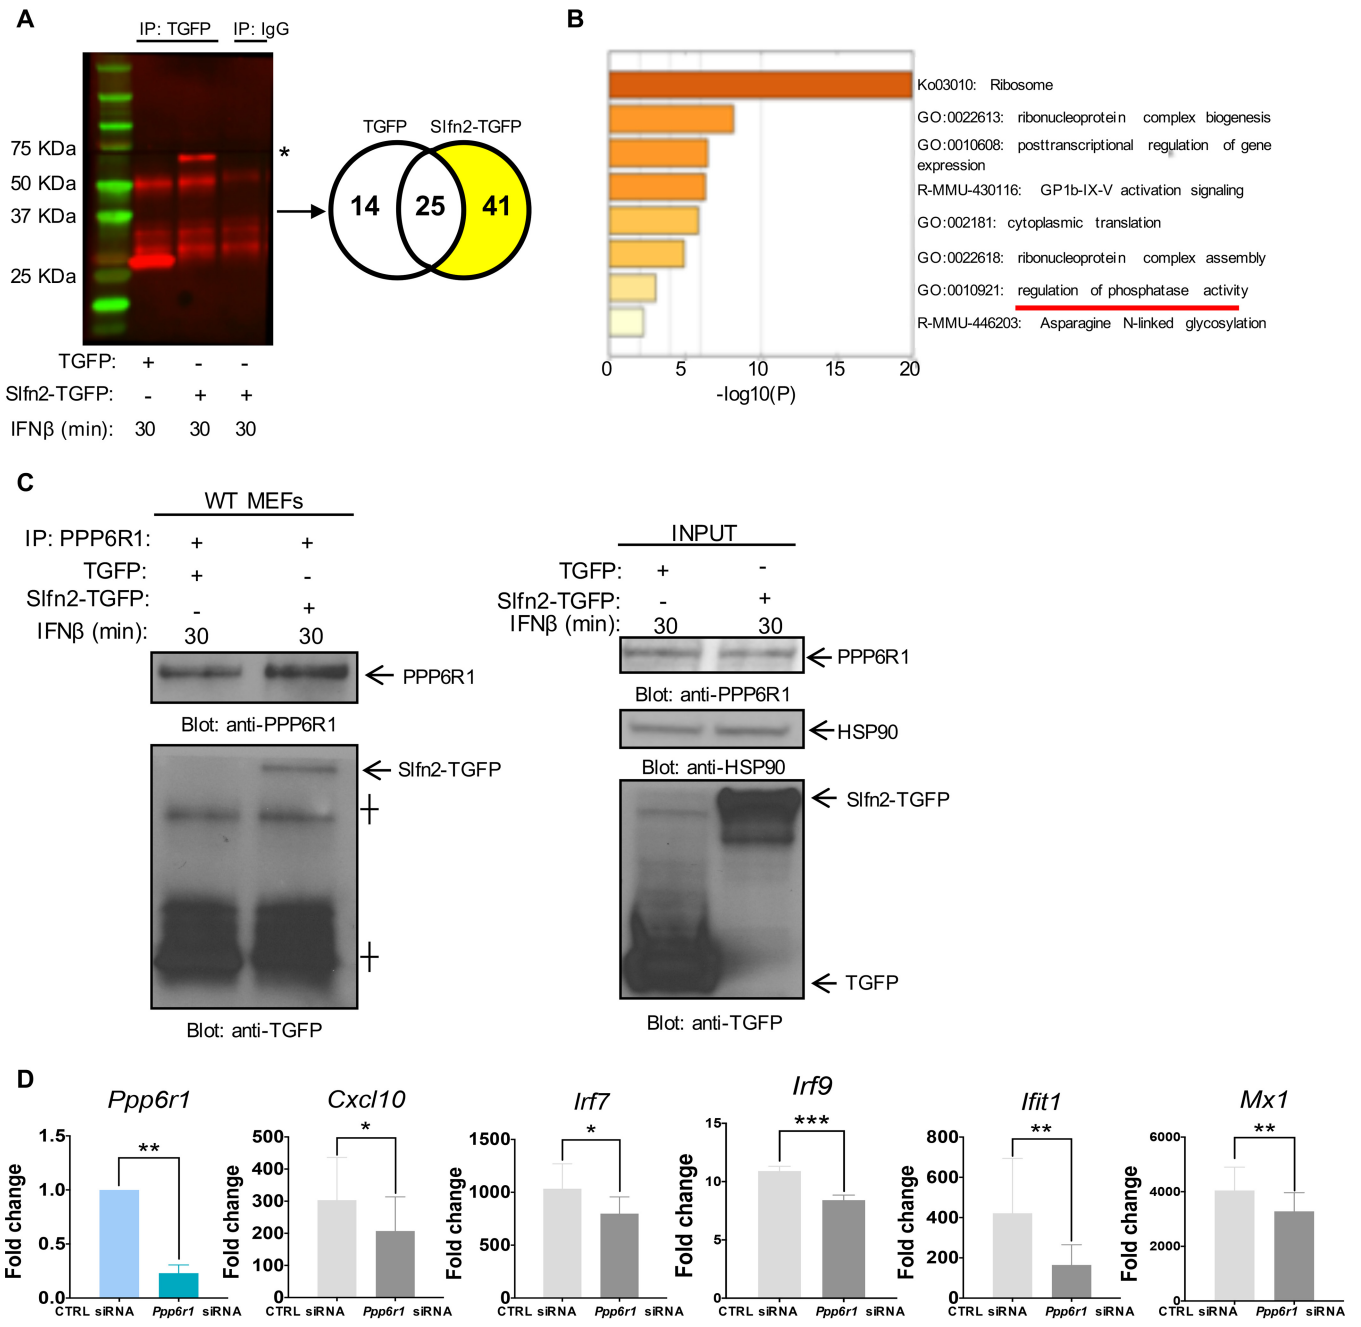 A
IP: TGFP
IP: IgG
75 KDa
50 KDa
37 KDa
25 KDa
*
TGFP
Slfn2-TGFP
14
25
41
TGFP: + - -
Slfn2-TGFP: - + +
IFNβ (min): 30 30 30
B
Ko03010: Ribosome
GO:0022613: ribonucleoprotein complex biogenesis
GO:0010608: posttranscriptional regulation of gene
expression
R-MMU-430116: GP1b-IX-V activation signaling
GO:002181: cytoplasmic translation
GO:0022618: ribonucleoprotein complex assembly
GO:0010921: regulation of phosphatase activity
R-MMU-446203: Asparagine N-linked glycosylation
0 5 10 15 20
-log10(P)
C
WT MEFs
IP: PPP6R1: + +
TGFP: + -
Slfn2-TGFP: - +
IFNβ (min): 30 30
PPP6R1
Blot: anti-PPP6R1
Slfn2-TGFP
+
+
Blot: anti-TGFP
INPUT
TGFP: + -
Slfn2-TGFP: - +
IFNβ (min): 30 30
PPP6R1
Blot: anti-PPP6R1
HSP90
Blot: anti-HSP90
Slfn2-TGFP
TGFP
Blot: anti-TGFP
D
Ppp6r1
**
Fold change
1.5
1.0
0.5
0.0
CTRL siRNA Ppp6r1 siRNA
Cxcl10
*
Fold change
500
400
300
200
100
0
CTRL siRNA Ppp6r1 siRNA
Irf7
*
Fold change
1500
1000
500
0
CTRL siRNA Ppp6r1 siRNA
Irf9
***
Fold change
15
10
5
0
CTRL siRNA Ppp6r1 siRNA
Ifit1
**
Fold change
800
600
400
200
0
CTRL siRNA Ppp6r1 siRNA
Mx1
**
Fold change
6000
4000
2000
0
CTRL siRNA Ppp6r1 siRNA